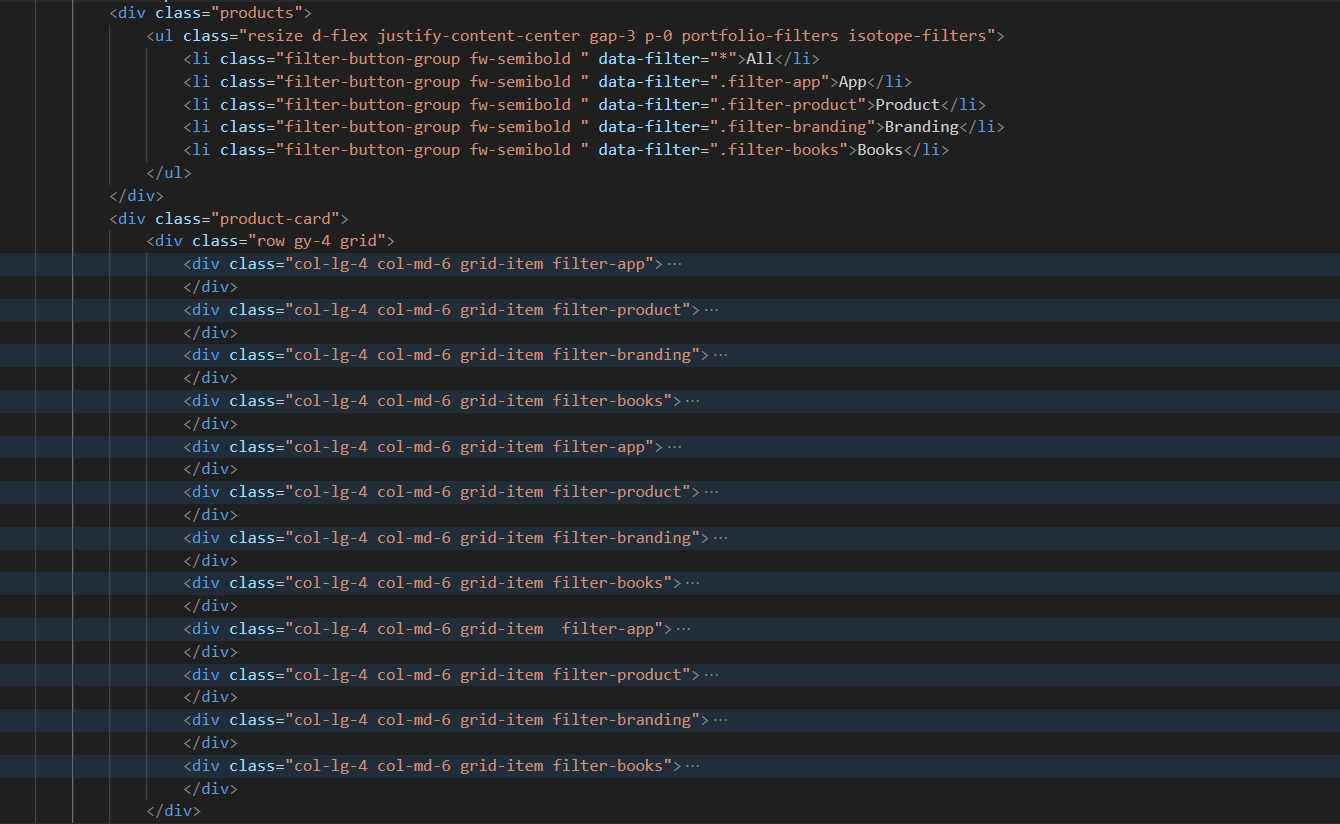 <div class="products">
<ul class="resize d-flex justify-content-center gap-3 p-0 portfolio-filters isotope-filters">
<li class="filter-button-group fw-semibold " data-filter="*">All</li>
<li class="filter-button-group fw-semibold " data-filter=".filter-app">App</li>
<li class="filter-button-group fw-semibold " data-filter=".filter-product">Product</li>
<li class="filter-button-group fw-semibold " data-filter=".filter-branding">Branding</li>
<li class="filter-button-group fw-semibold " data-filter=".filter-books">Books</li>
</ul>
</div>
<div class="product-card">
<div class="row gy-4 grid">
<div class="col-lg-4 col-md-6 grid-item filter-app">⋯
</div>
<div class="col-lg-4 col-md-6 grid-item filter-product">⋯
</div>
<div class="col-lg-4 col-md-6 grid-item filter-branding">⋯
</div>
<div class="col-lg-4 col-md-6 grid-item filter-books">⋯
</div>
<div class="col-lg-4 col-md-6 grid-item filter-app">⋯
</div>
<div class="col-lg-4 col-md-6 grid-item filter-product">⋯
</div>
<div class="col-lg-4 col-md-6 grid-item filter-branding">⋯
</div>
<div class="col-lg-4 col-md-6 grid-item filter-books">⋯
</div>
<div class="col-lg-4 col-md-6 grid-item  filter-app">⋯
</div>
<div class="col-lg-4 col-md-6 grid-item filter-product">⋯
</div>
<div class="col-lg-4 col-md-6 grid-item filter-branding">⋯
</div>
<div class="col-lg-4 col-md-6 grid-item filter-books">⋯
</div>
</div>